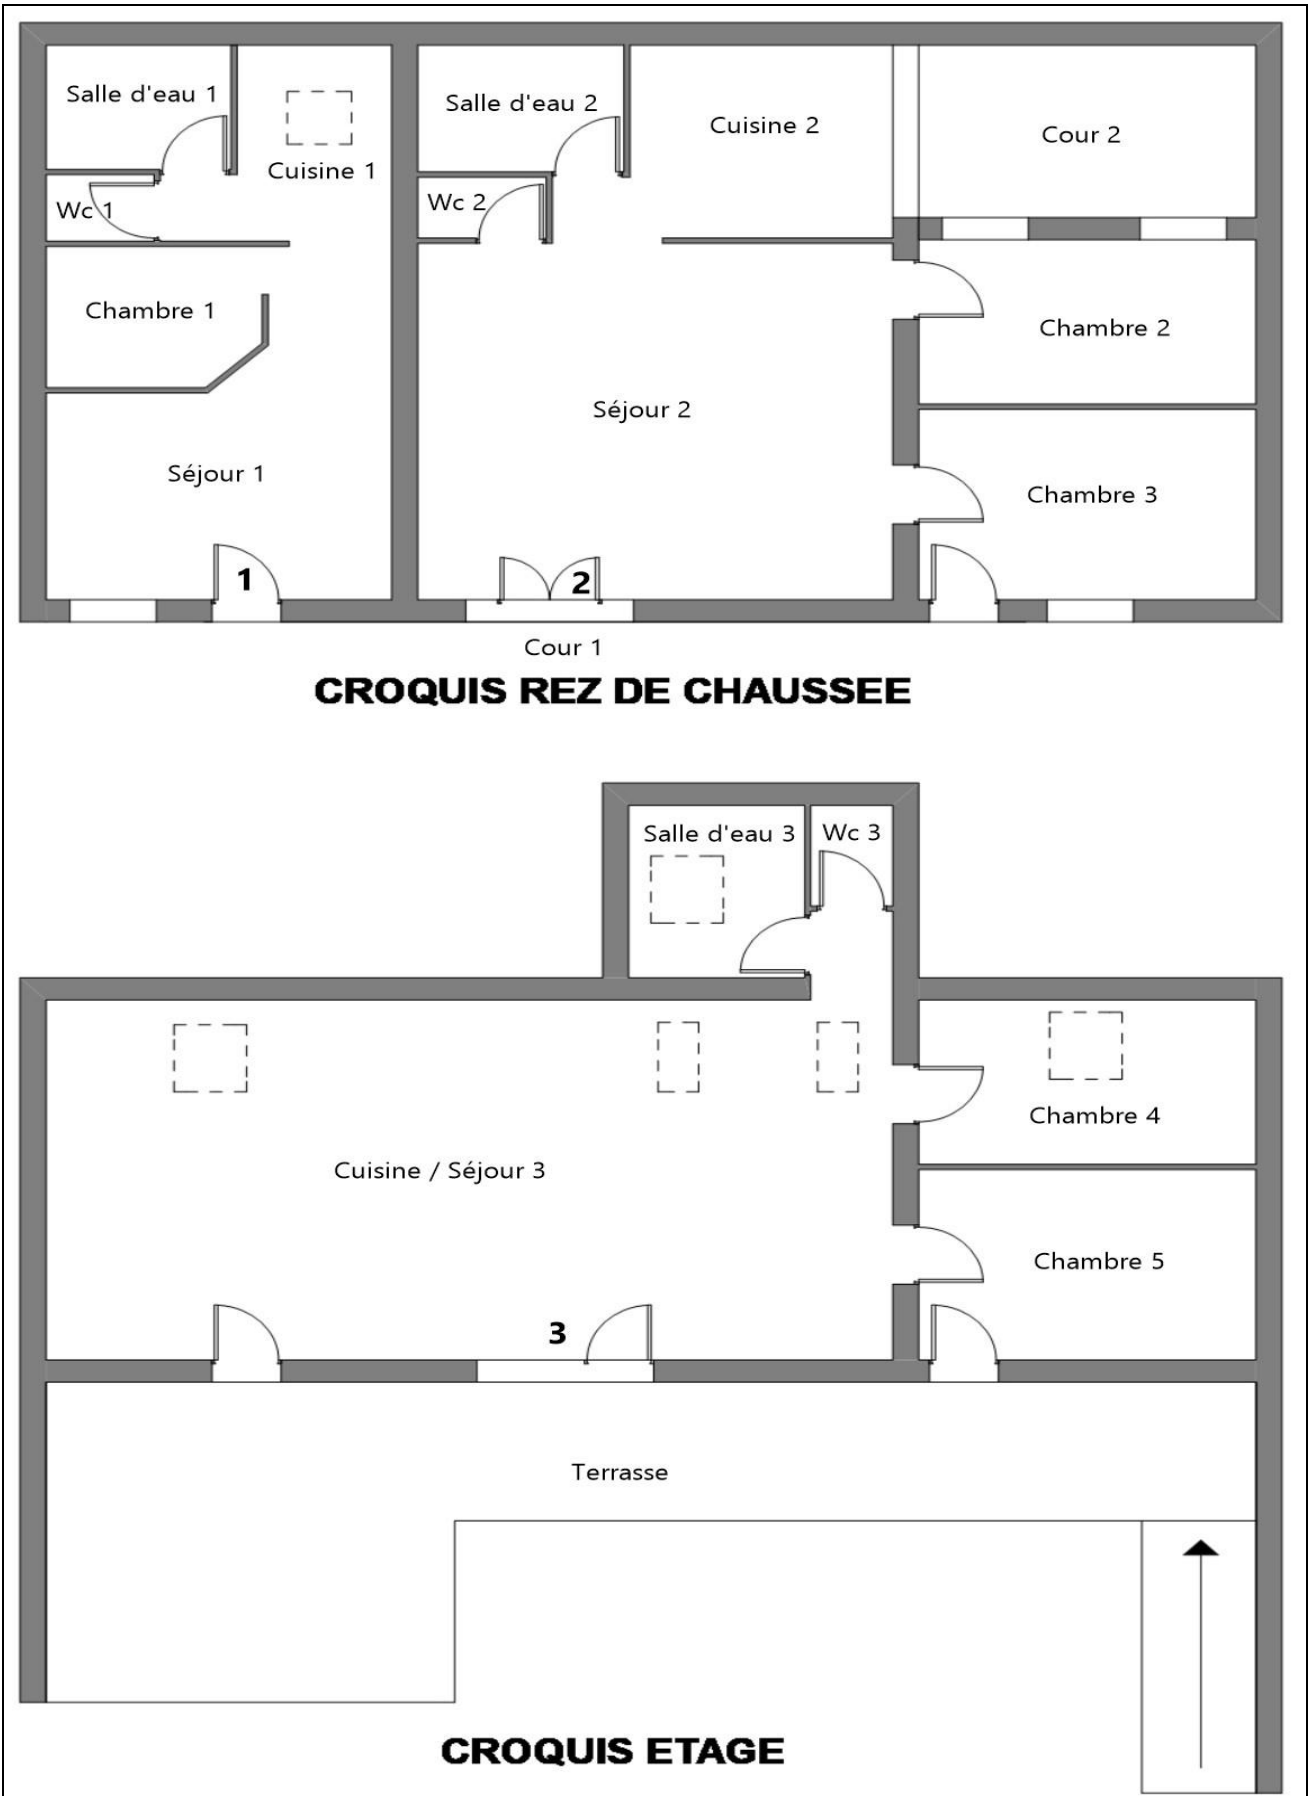 Salle d'eau 1
Salle d'eau 2
Cuisine 2
Cour 2
Cuisine 1
Wc 1
Wc 2
Chambre 1
Chambre 2
Séjour 2
Séjour 1
Chambre 3
1
2
Cour 1
CROQUIS REZ DE CHAUSSEE
Salle d'eau 3
Wc 3
Chambre 4
Cuisine / Séjour 3
Chambre 5
3
Terrasse
CROQUIS ETAGE